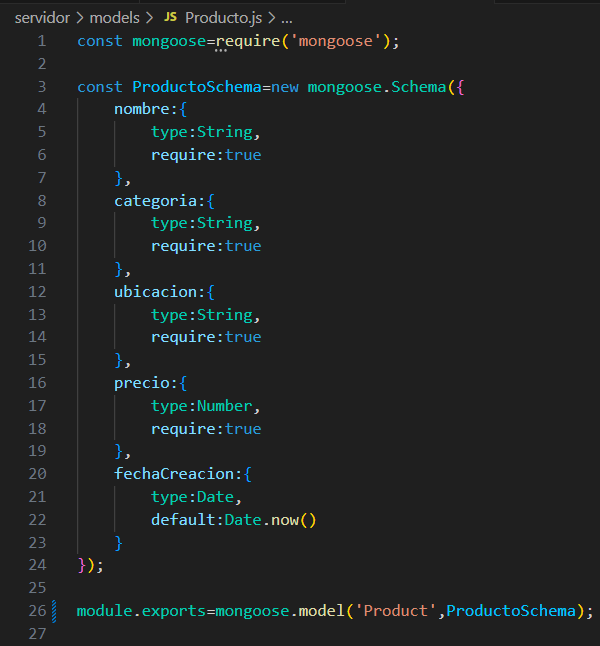 servidor > models > JS Producto.js > ...
1 const mongoose=require('mongoose');
2
3 const ProductoSchema=new mongoose.Schema({
4     nombre:{
5         type:String,
6         require:true
7     },
8     categoria:{
9         type:String,
10         require:true
11     },
12     ubicacion:{
13         type:String,
14         require:true
15     },
16     precio:{
17         type:Number,
18         require:true
19     },
20     fechaCreacion:{
21         type:Date,
22         default:Date.now()
23     }
24 });
25
26 module.exports=mongoose.model('Product',ProductoSchema);
27